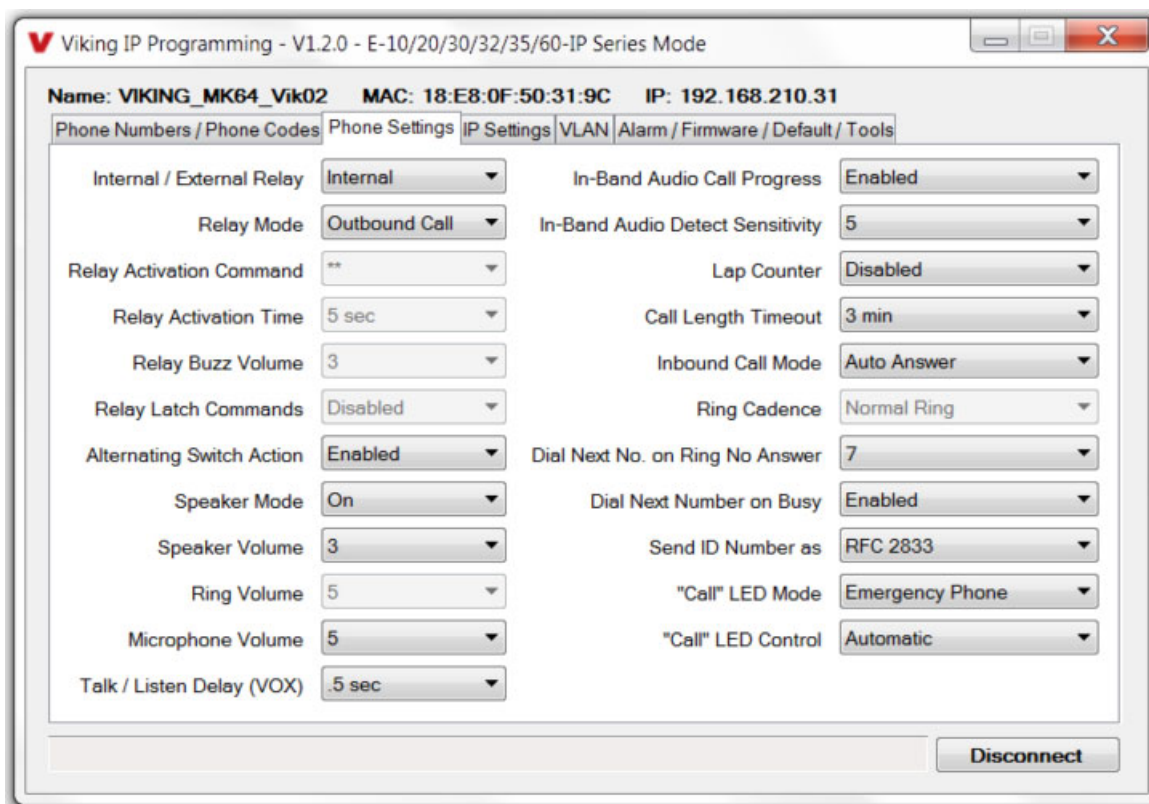 Viking IP Programming - V1.2.0 - E-10/20/30/32/35/60-IP Series Mode
Name: VIKING_MK64_Vik02 MAC: 18:E8:0F:50:31:9C IP: 192.168.210.31
Phone Numbers / Phone Codes Phone Settings IP Settings VLAN Alarm / Firmware / Default / Tools
Internal / External Relay Internal
Relay Mode Outbound Call
Relay Activation Command **
Relay Activation Time 5 sec
Relay Buzz Volume 3
Relay Latch Commands Disabled
Alternating Switch Action Enabled
Speaker Mode On
Speaker Volume 3
Ring Volume 5
Microphone Volume 5
Talk / Listen Delay (VOX) .5 sec
In-Band Audio Call Progress Enabled
In-Band Audio Detect Sensitivity 5
Lap Counter Disabled
Call Length Timeout 3 min
Inbound Call Mode Auto Answer
Ring Cadence Normal Ring
Dial Next No. on Ring No Answer 7
Dial Next Number on Busy Enabled
Send ID Number as RFC 2833
"Call" LED Mode Emergency Phone
"Call" LED Control Automatic
Disconnect